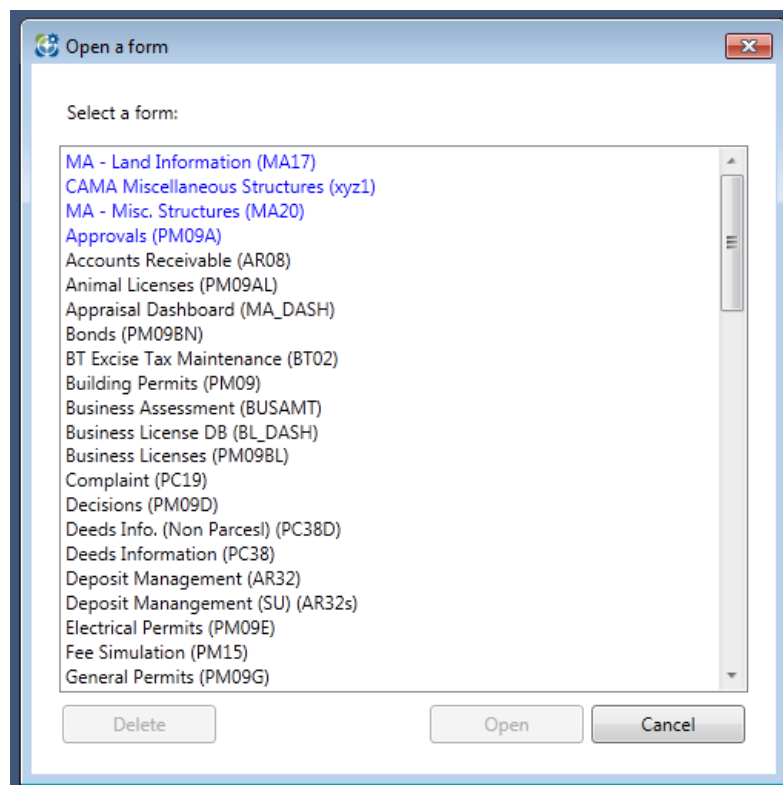 Open a form
Select a form:
MA - Land Information (MA17)
CAMA Miscellaneous Structures (xyz1)
MA - Misc. Structures (MA20)
Approvals (PM09A)
Accounts Receivable (AR08)
Animal Licenses (PM09AL)
Appraisal Dashboard (MA_DASH)
Bonds (PM09BN)
BT Excise Tax Maintenance (BT02)
Building Permits (PM09)
Business Assessment (BUSAMT)
Business License DB (BL_DASH)
Business Licenses (PM09BL)
Complaint (PC19)
Decisions (PM09D)
Deeds Info. (Non Parcesl) (PC38D)
Deeds Information (PC38)
Deposit Management (AR32)
Deposit Manangement (SU) (AR32s)
Electrical Permits (PM09E)
Fee Simulation (PM15)
General Permits (PM09G)
Delete Open Cancel